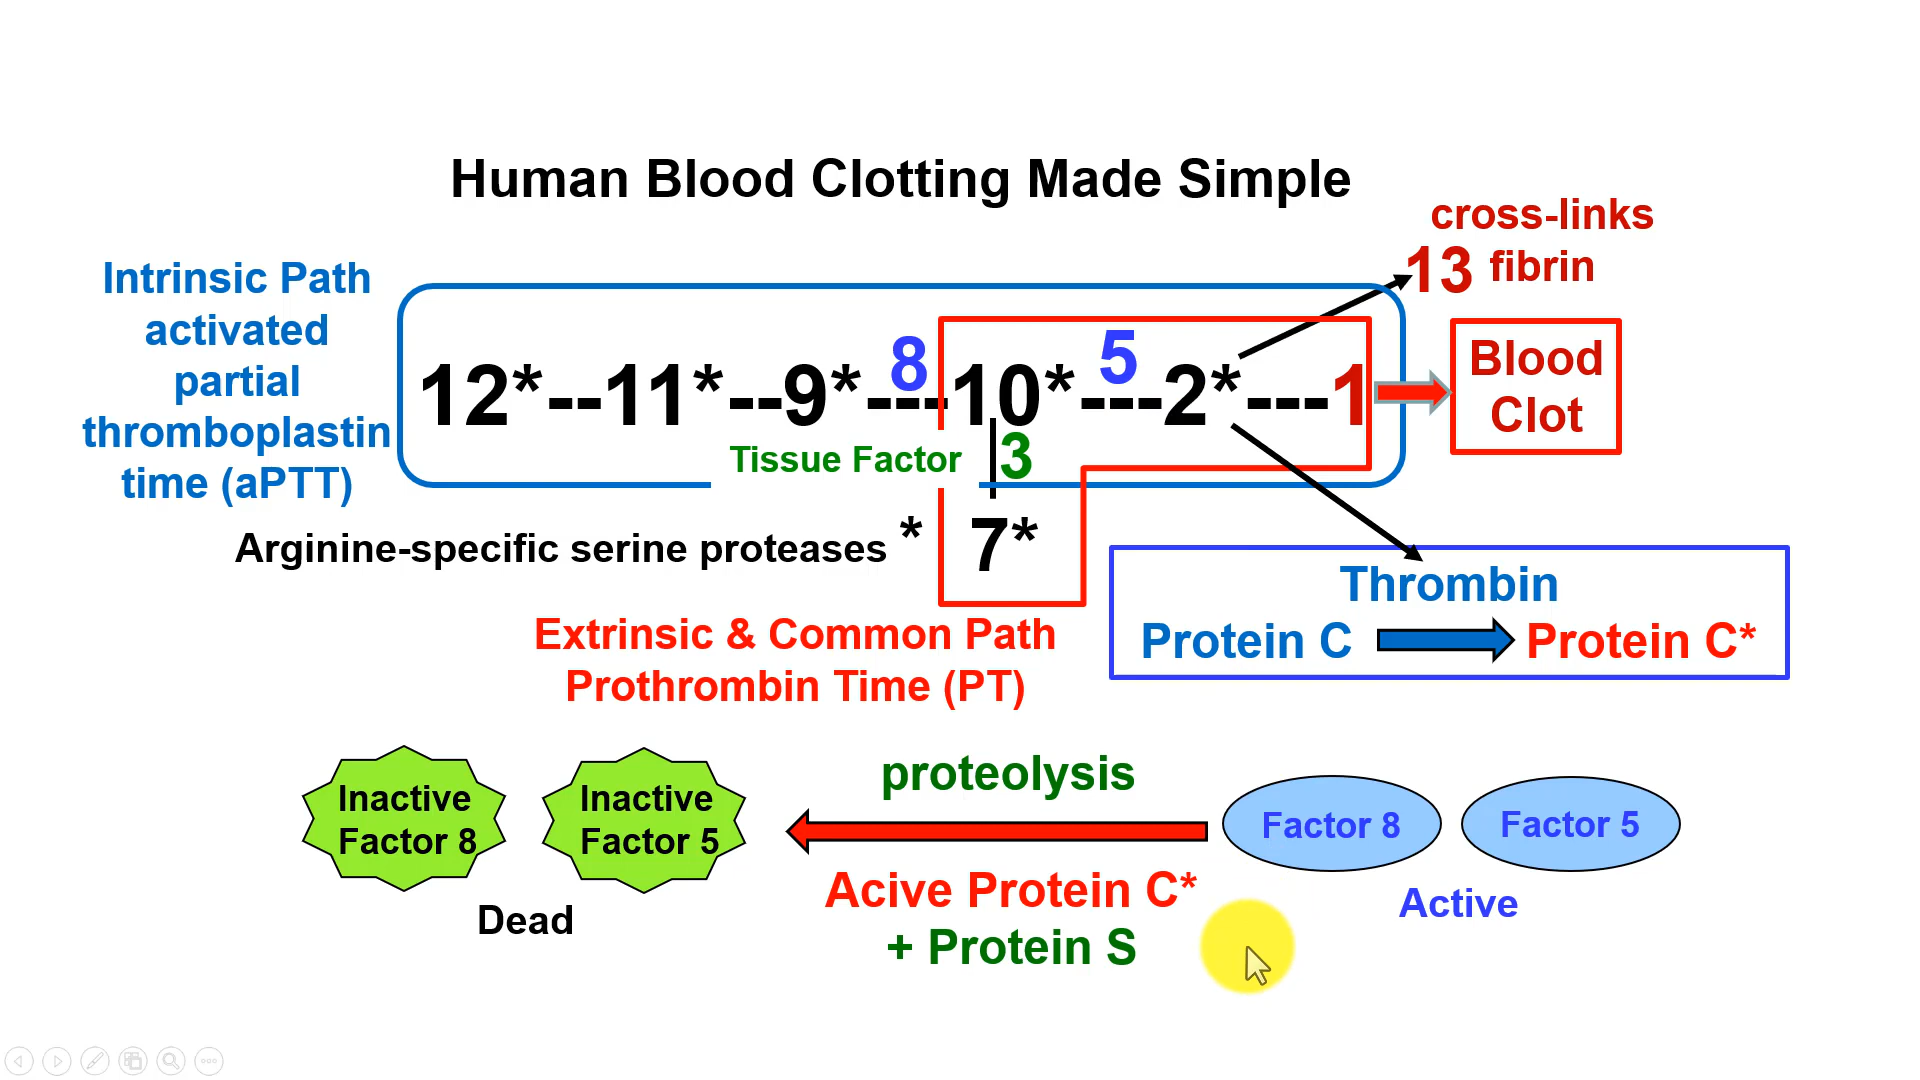 Human Blood Clotting Made Simple
cross-links
13 fibrin
Intrinsic Path
activated
partial
thromboplastin
time (aPTT)
8
5
12*--11*--9*---10*---2*---1
Blood
Clot
Tissue Factor 3
Arginine-specific serine proteases * 7*
Extrinsic & Common Path
Prothrombin Time (PT)
Thrombin
Protein C Protein C*
proteolysis
Inactive
Factor 8
Inactive
Factor 5
Dead
Acive Protein C*
+ Protein S
Factor 8
Factor 5
Active